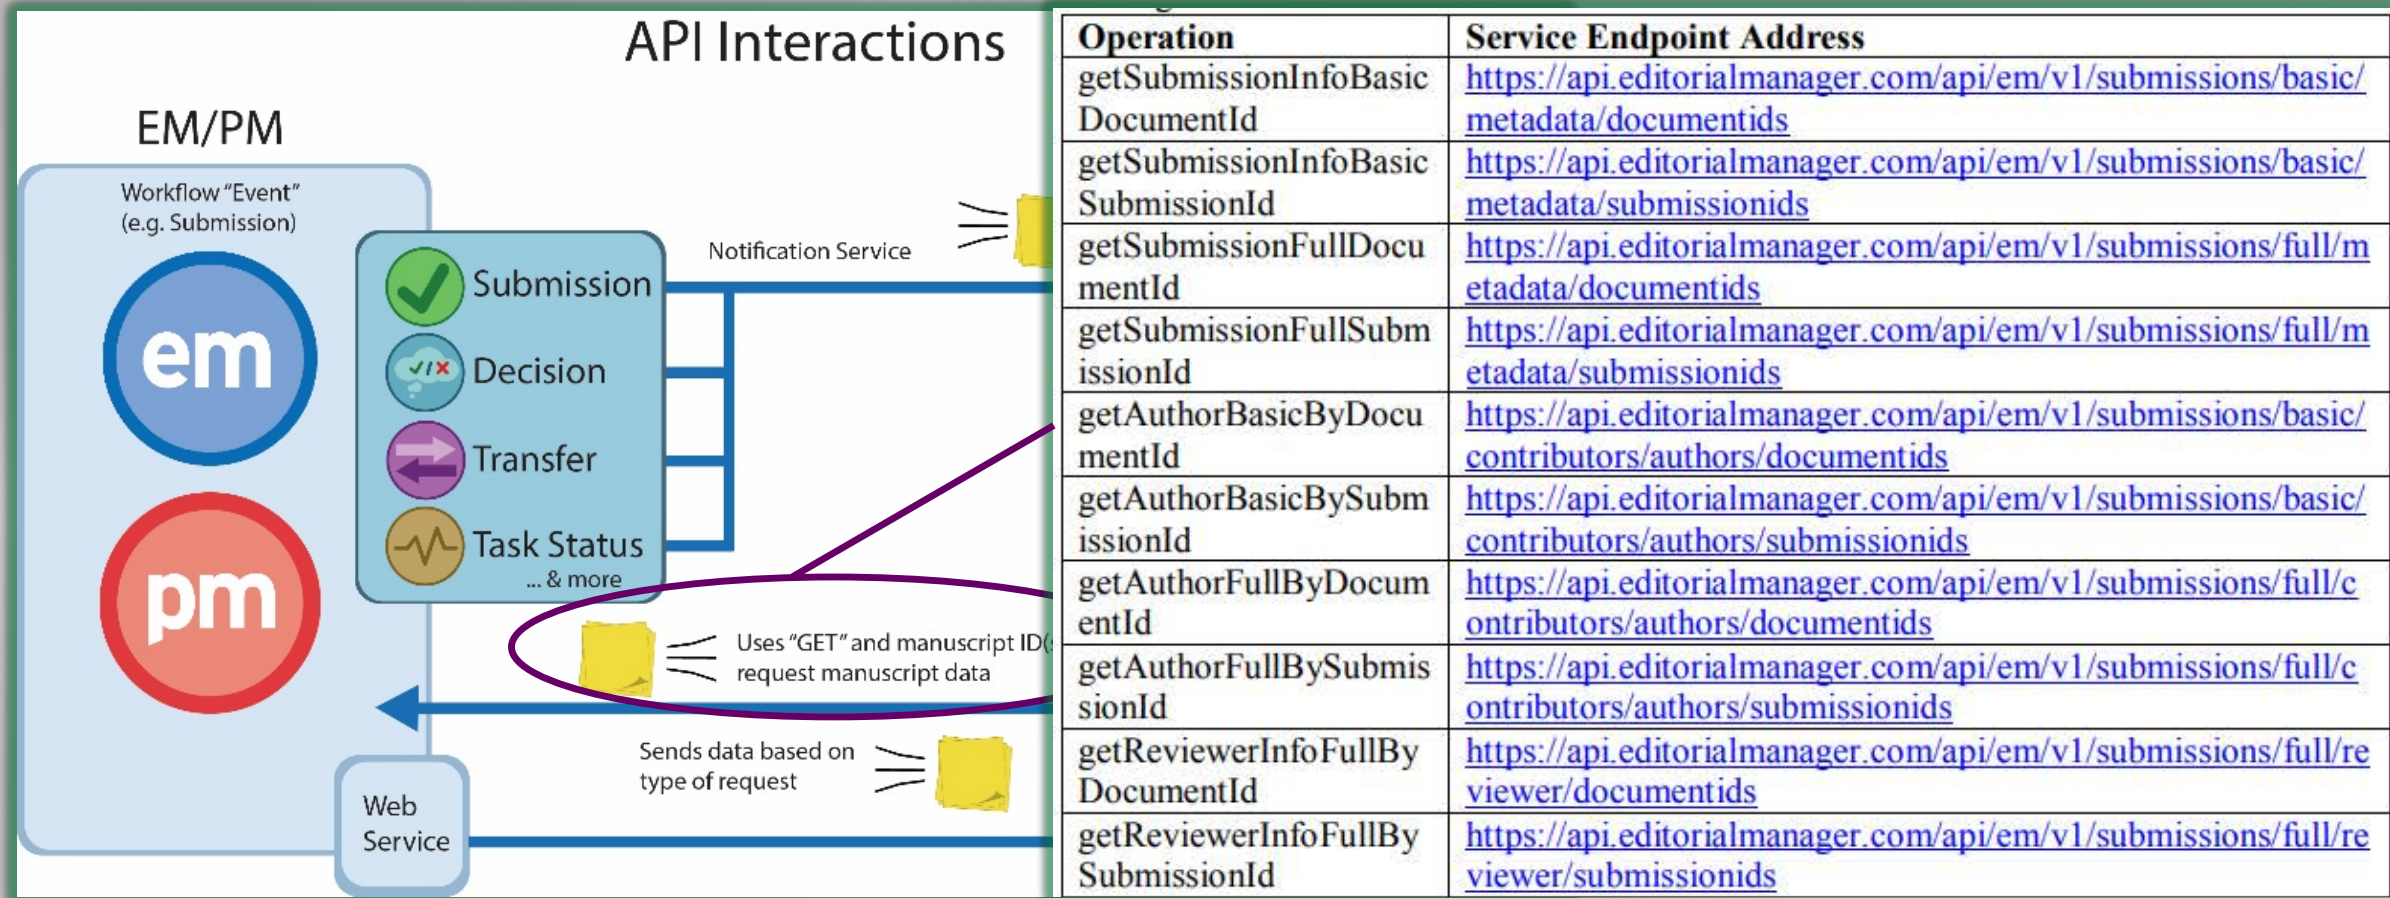 API Interactions
EM/PM
Workflow "Event"
(e.g. Submission)
em
pm
Submission
Decision
Transfer
Task Status
... & more
Notification Service
Uses "GET" and manuscript ID(
request manuscript data
Sends data based on
type of request
Web
Service
Operation
Service Endpoint Address
getSubmissionInfoBasic
DocumentId
https://api.editorialmanager.com/api/em/v1/submissions/basic/
metadata/documentids
getSubmissionInfoBasic
SubmissionId
https://api.editorialmanager.com/api/em/v1/submissions/basic/
metadata/submissionids
getSubmissionFullDocu
mentId
https://api.editorialmanager.com/api/em/v1/submissions/full/m
etadata/documentids
getSubmissionFullSubm
issionId
https://api.editorialmanager.com/api/em/v1/submissions/full/m
etadata/submissionids
getAuthorBasicByDocu
mentId
https://api.editorialmanager.com/api/em/v1/submissions/basic/
contributors/authors/documentids
getAuthorBasicBySubm
issionId
https://api.editorialmanager.com/api/em/v1/submissions/basic/
contributors/authors/submissionids
getAuthorFullByDocum
entId
https://api.editorialmanager.com/api/em/v1/submissions/full/c
ontributors/authors/documentids
getAuthorFullBySubmis
sionId
https://api.editorialmanager.com/api/em/v1/submissions/full/c
ontributors/authors/submissionids
getReviewerInfoFullBy
DocumentId
https://api.editorialmanager.com/api/em/v1/submissions/full/re
viewer/documentids
getReviewerInfoFullBy
SubmissionId
https://api.editorialmanager.com/api/em/v1/submissions/full/re
viewer/submissionids